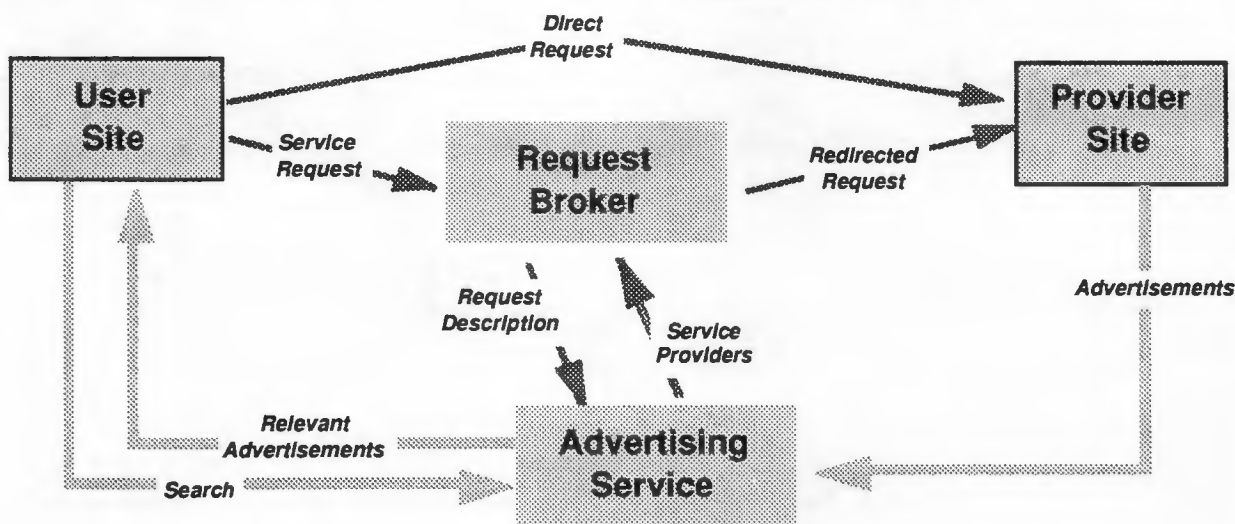 Direct
Request
User
Site
Provider
Site
Service
Request
Request
Broker
Redirected
Request
Request
Description
Service
Providers
Advertisements
Relevant
Advertisements
Advertising
Service
Search